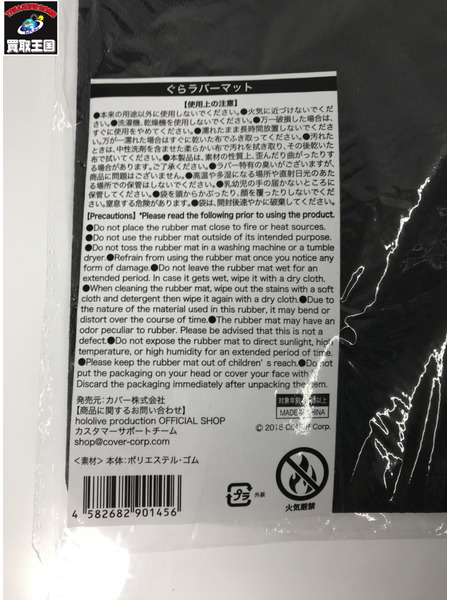 買取王国
ぐらラバーマット
【使用上の注意】
●本来の用途以外に使用しないでください。●火気に近づけないでくだ
さい。●洗濯機、乾燥機を使用しないでください。●万一破損した場合は、
すぐに使用をやめてください。●濡れたまま長時間放置しないでくださ
い。万が一濡れた場合はすぐに乾いた布でふき取ってください。●汚れた
ときは、中性洗剤を含ませた柔らかい布で汚れを拭き取り、その後乾いた
布で拭いてください。●本製品は、素材の性質上、歪んだり曲がったりす
る場合があります。ご了承ください。●ラバー特有の臭いがございますが、
商品に問題はございません。●高温や多湿になる場所や直射日光のあた
る場所での保管はしないでください。●乳幼児の手の届かないところに
保管してください。●袋を頭からかぶったり、顔を覆ったりしないでくださ
い。窒息する危険があります。●袋は、開封後速やかに破棄してください。
【Precautions】*Please read the following prior to using the product.
●Do not place the rubber mat close to fire or heat sources.
●Do not use the rubber mat outside of its intended purpose.
●Do not toss the rubber mat in a washing machine or a tumble
dryer.●Refrain from using the rubber mat once you notice any
form of damage.●Do not leave the rubber mat wet for an
extended period. In case it gets wet, wipe it with a dry cloth.
●When cleaning the rubber mat, wipe out the stains with a soft
cloth and detergent then wipe it again with a dry cloth.●Due to
the nature of the material used in this rubber, it may bend or
distort over the course of time.●The rubber mat may have an
odor peculiar to rubber. Please be advised that this is not a
defect.●Do not expose the rubber mat to direct sunlight, high
temperature, or high humidity for an extended period of time.
●Please keep the rubber mat out of children's reach.●Do not
put the packaging on your head or cover your face with
Discard the packaging immediately after unpacking the item.
発売元:カバー株式会社
【商品に関するお問い合わせ】
hololive production OFFICIAL SHOP
カスタマーサポートチーム
shop@cover-corp.com
対象年齢 以上
MADE IN CHINA
Corp.
<素材>本体:ポリエステル・ゴム
4 582682 901456
プラ 外装
火気厳禁